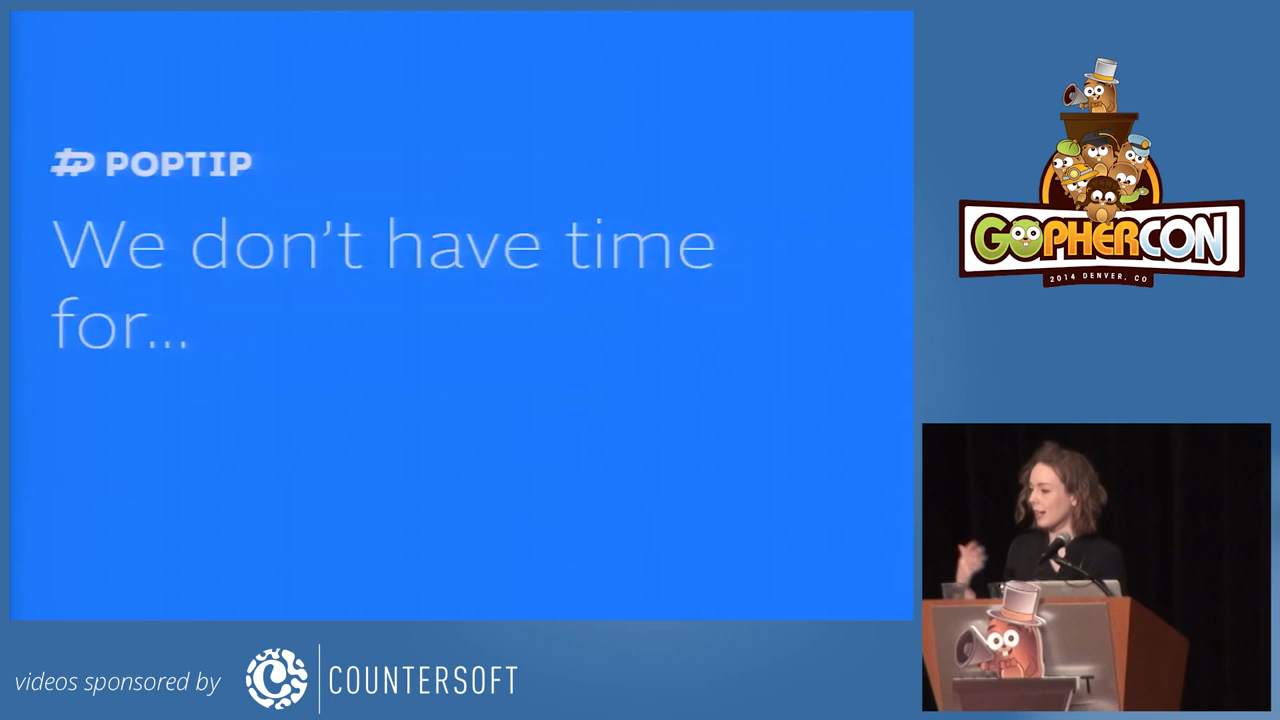 POPTIP
We don't have time
for...
GOPHERCON
2014 DENVER, CO
videos sponsored by
COUNTERSOFT